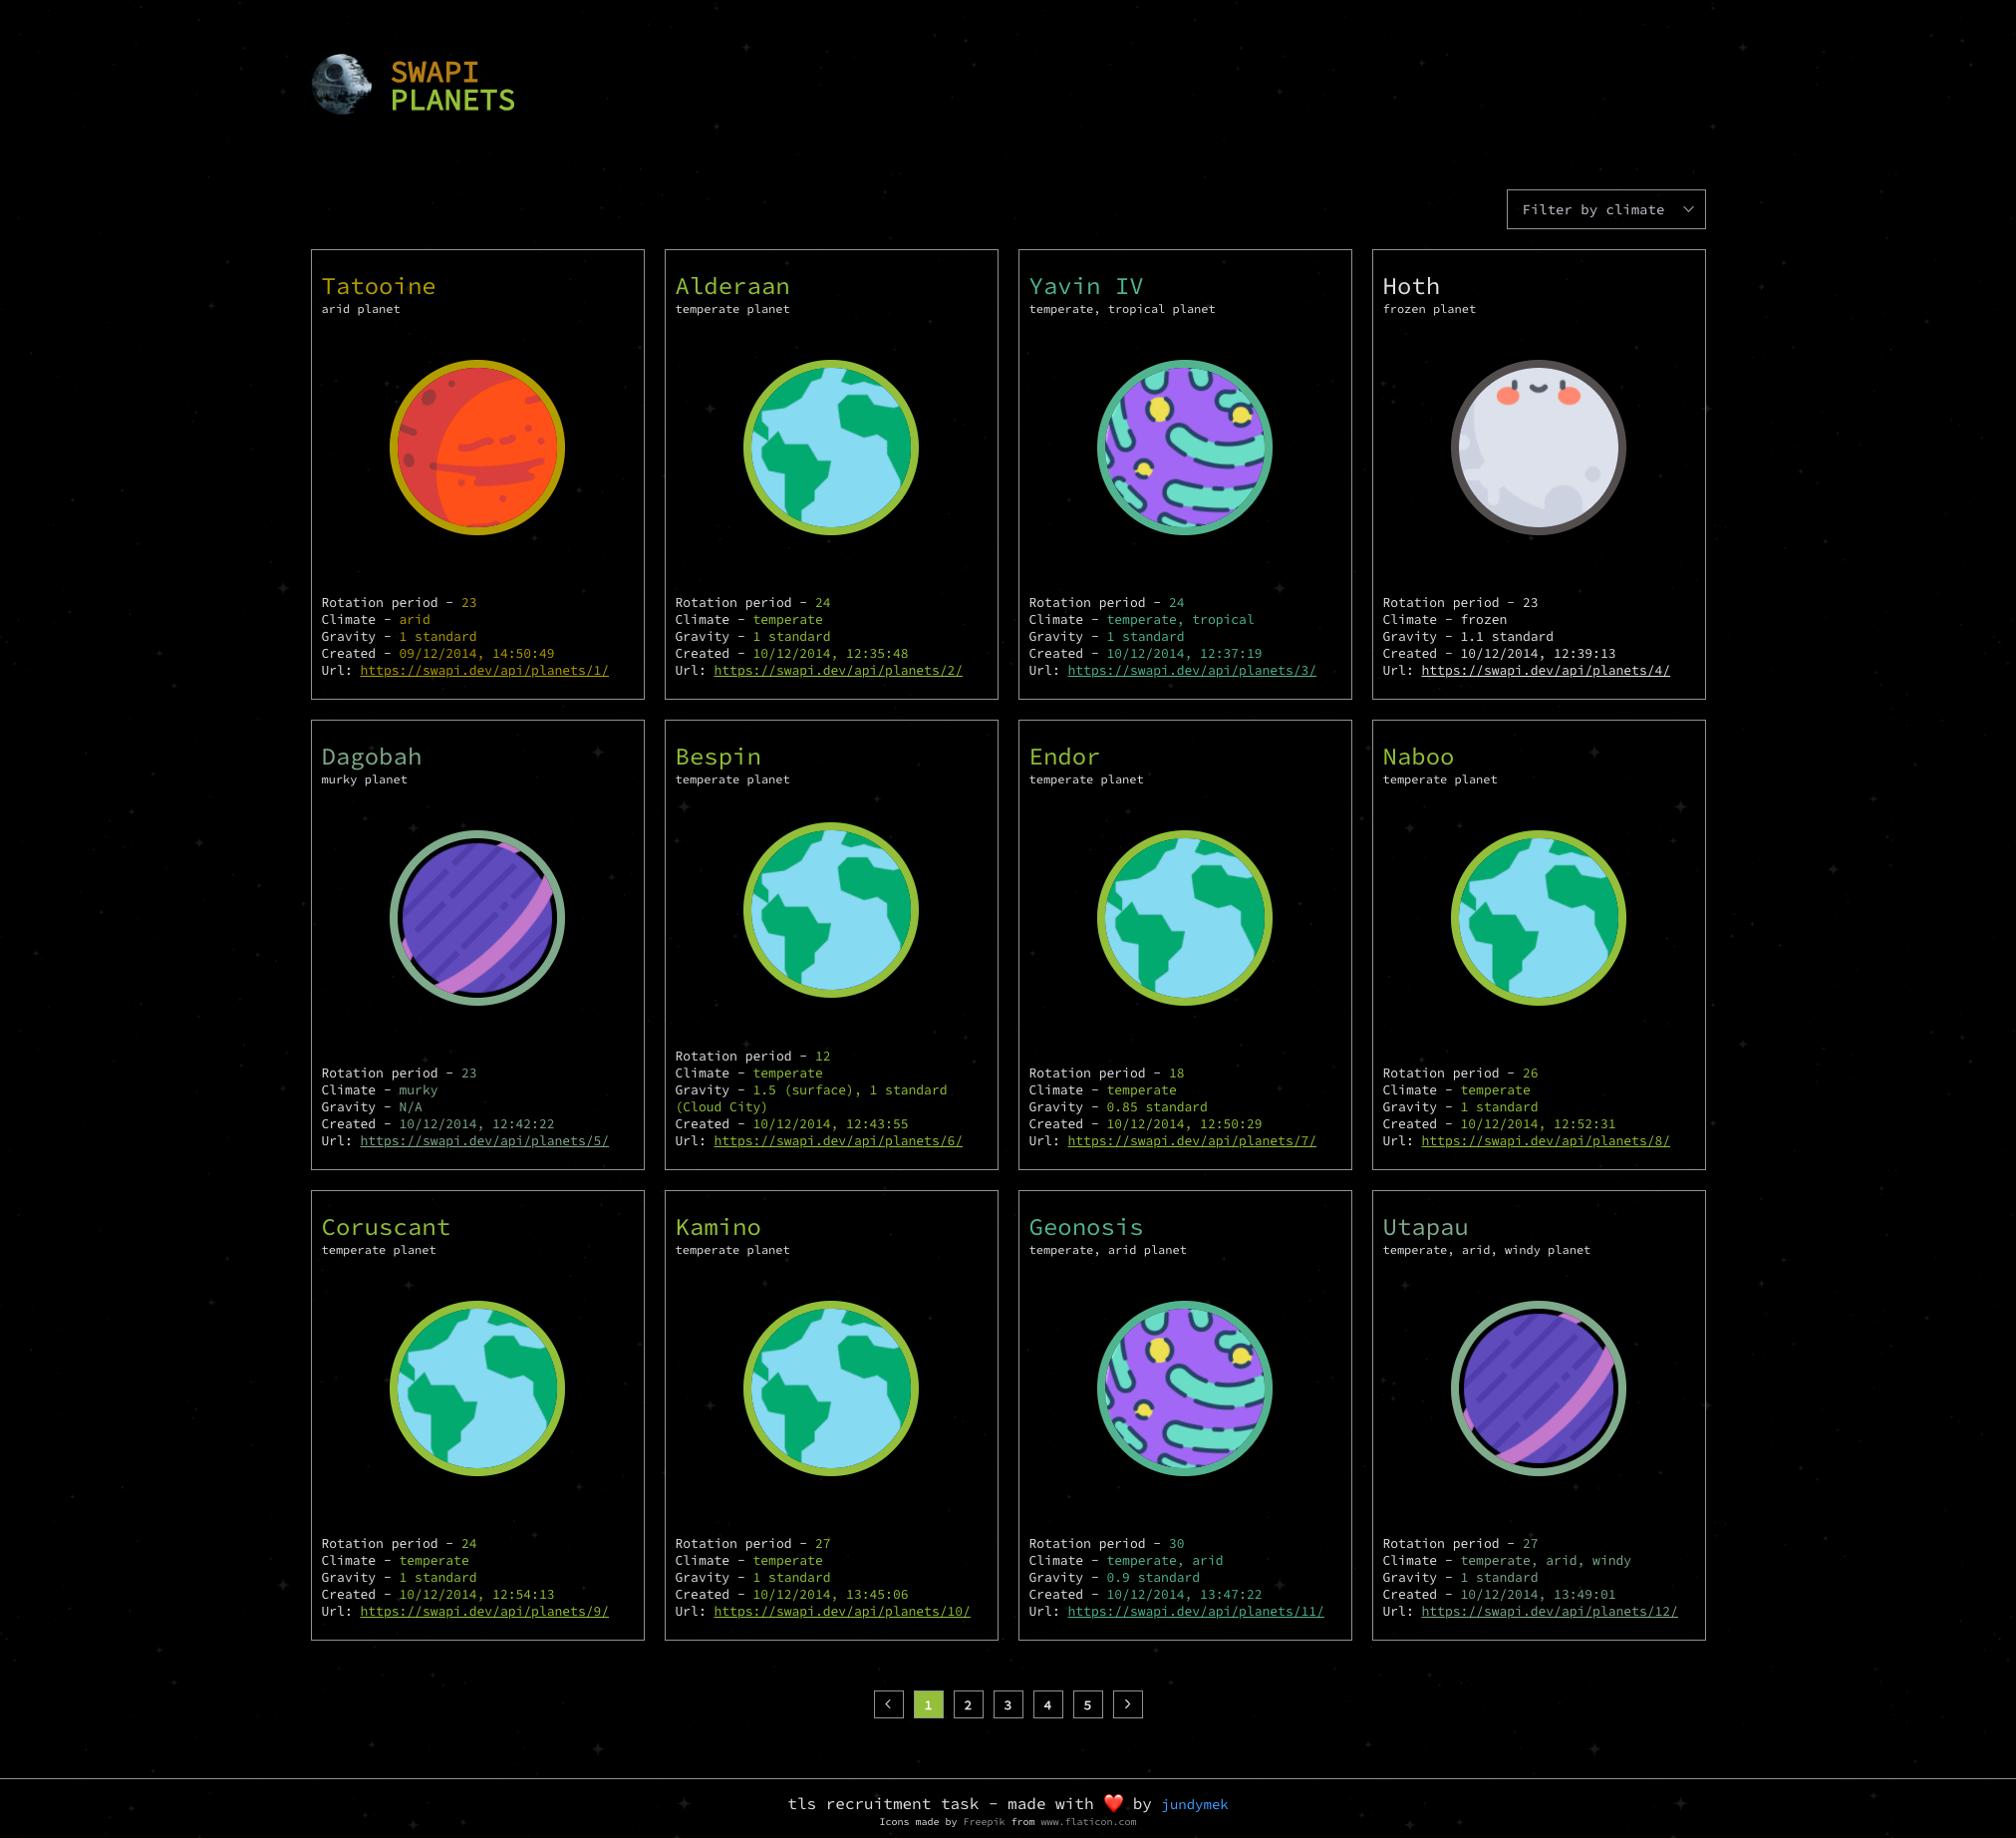 SWAPI
PLANETS
Filter by climate
Tatooine
arid planet
Rotation period - 23
Climate - arid
Gravity - 1 standard
Created - 09/12/2014, 14:50:49
Url: https://swapi.dev/api/planets/1/
Alderaan
temperate planet
Rotation period - 24
Climate - temperate
Gravity - 1 standard
Created - 10/12/2014, 12:35:48
Url: https://swapi.dev/api/planets/2/
Yavin IV
temperate, tropical planet
Rotation period - 24
Climate - temperate, tropical
Gravity - 1 standard
Created - 10/12/2014, 12:37:19
Url: https://swapi.dev/api/planets/3/
Hoth
frozen planet
Rotation period - 23
Climate - frozen
Gravity - 1.1 standard
Created - 10/12/2014, 12:39:13
Url: https://swapi.dev/api/planets/4/
Dagobah
murky planet
Rotation period - 23
Climate - murky
Gravity - N/A
Created - 10/12/2014, 12:42:22
Url: https://swapi.dev/api/planets/5/
Bespin
temperate planet
Rotation period - 12
Climate - temperate
Gravity - 1.5 (surface), 1 standard
(Cloud City)
Created - 10/12/2014, 12:43:55
Url: https://swapi.dev/api/planets/6/
Endor
temperate planet
Rotation period - 18
Climate - temperate
Gravity - 0.85 standard
Created - 10/12/2014, 12:50:29
Url: https://swapi.dev/api/planets/7/
Naboo
temperate planet
Rotation period - 26
Climate - temperate
Gravity - 1 standard
Created - 10/12/2014, 12:52:31
Url: https://swapi.dev/api/planets/8/
Coruscant
temperate planet
Rotation period - 24
Climate - temperate
Gravity - 1 standard
Created - 10/12/2014, 12:54:13
Url: https://swapi.dev/api/planets/9/
Kamino
temperate planet
Rotation period - 27
Climate - temperate
Gravity - 1 standard
Created - 10/12/2014, 13:45:06
Url: https://swapi.dev/api/planets/10/
Geonosis
temperate, arid planet
Rotation period - 30
Climate - temperate, arid
Gravity - 0.9 standard
Created - 10/12/2014, 13:47:22
Url: https://swapi.dev/api/planets/11/
Utapau
temperate, arid, windy planet
Rotation period - 27
Climate - temperate, arid, windy
Gravity - 1 standard
Created - 10/12/2014, 13:49:01
Url: https://swapi.dev/api/planets/12/
1 2 3 4 5
tls recruitment task - made with ❤️ by jundymek
Icons made by Freepik from www.flaticon.com